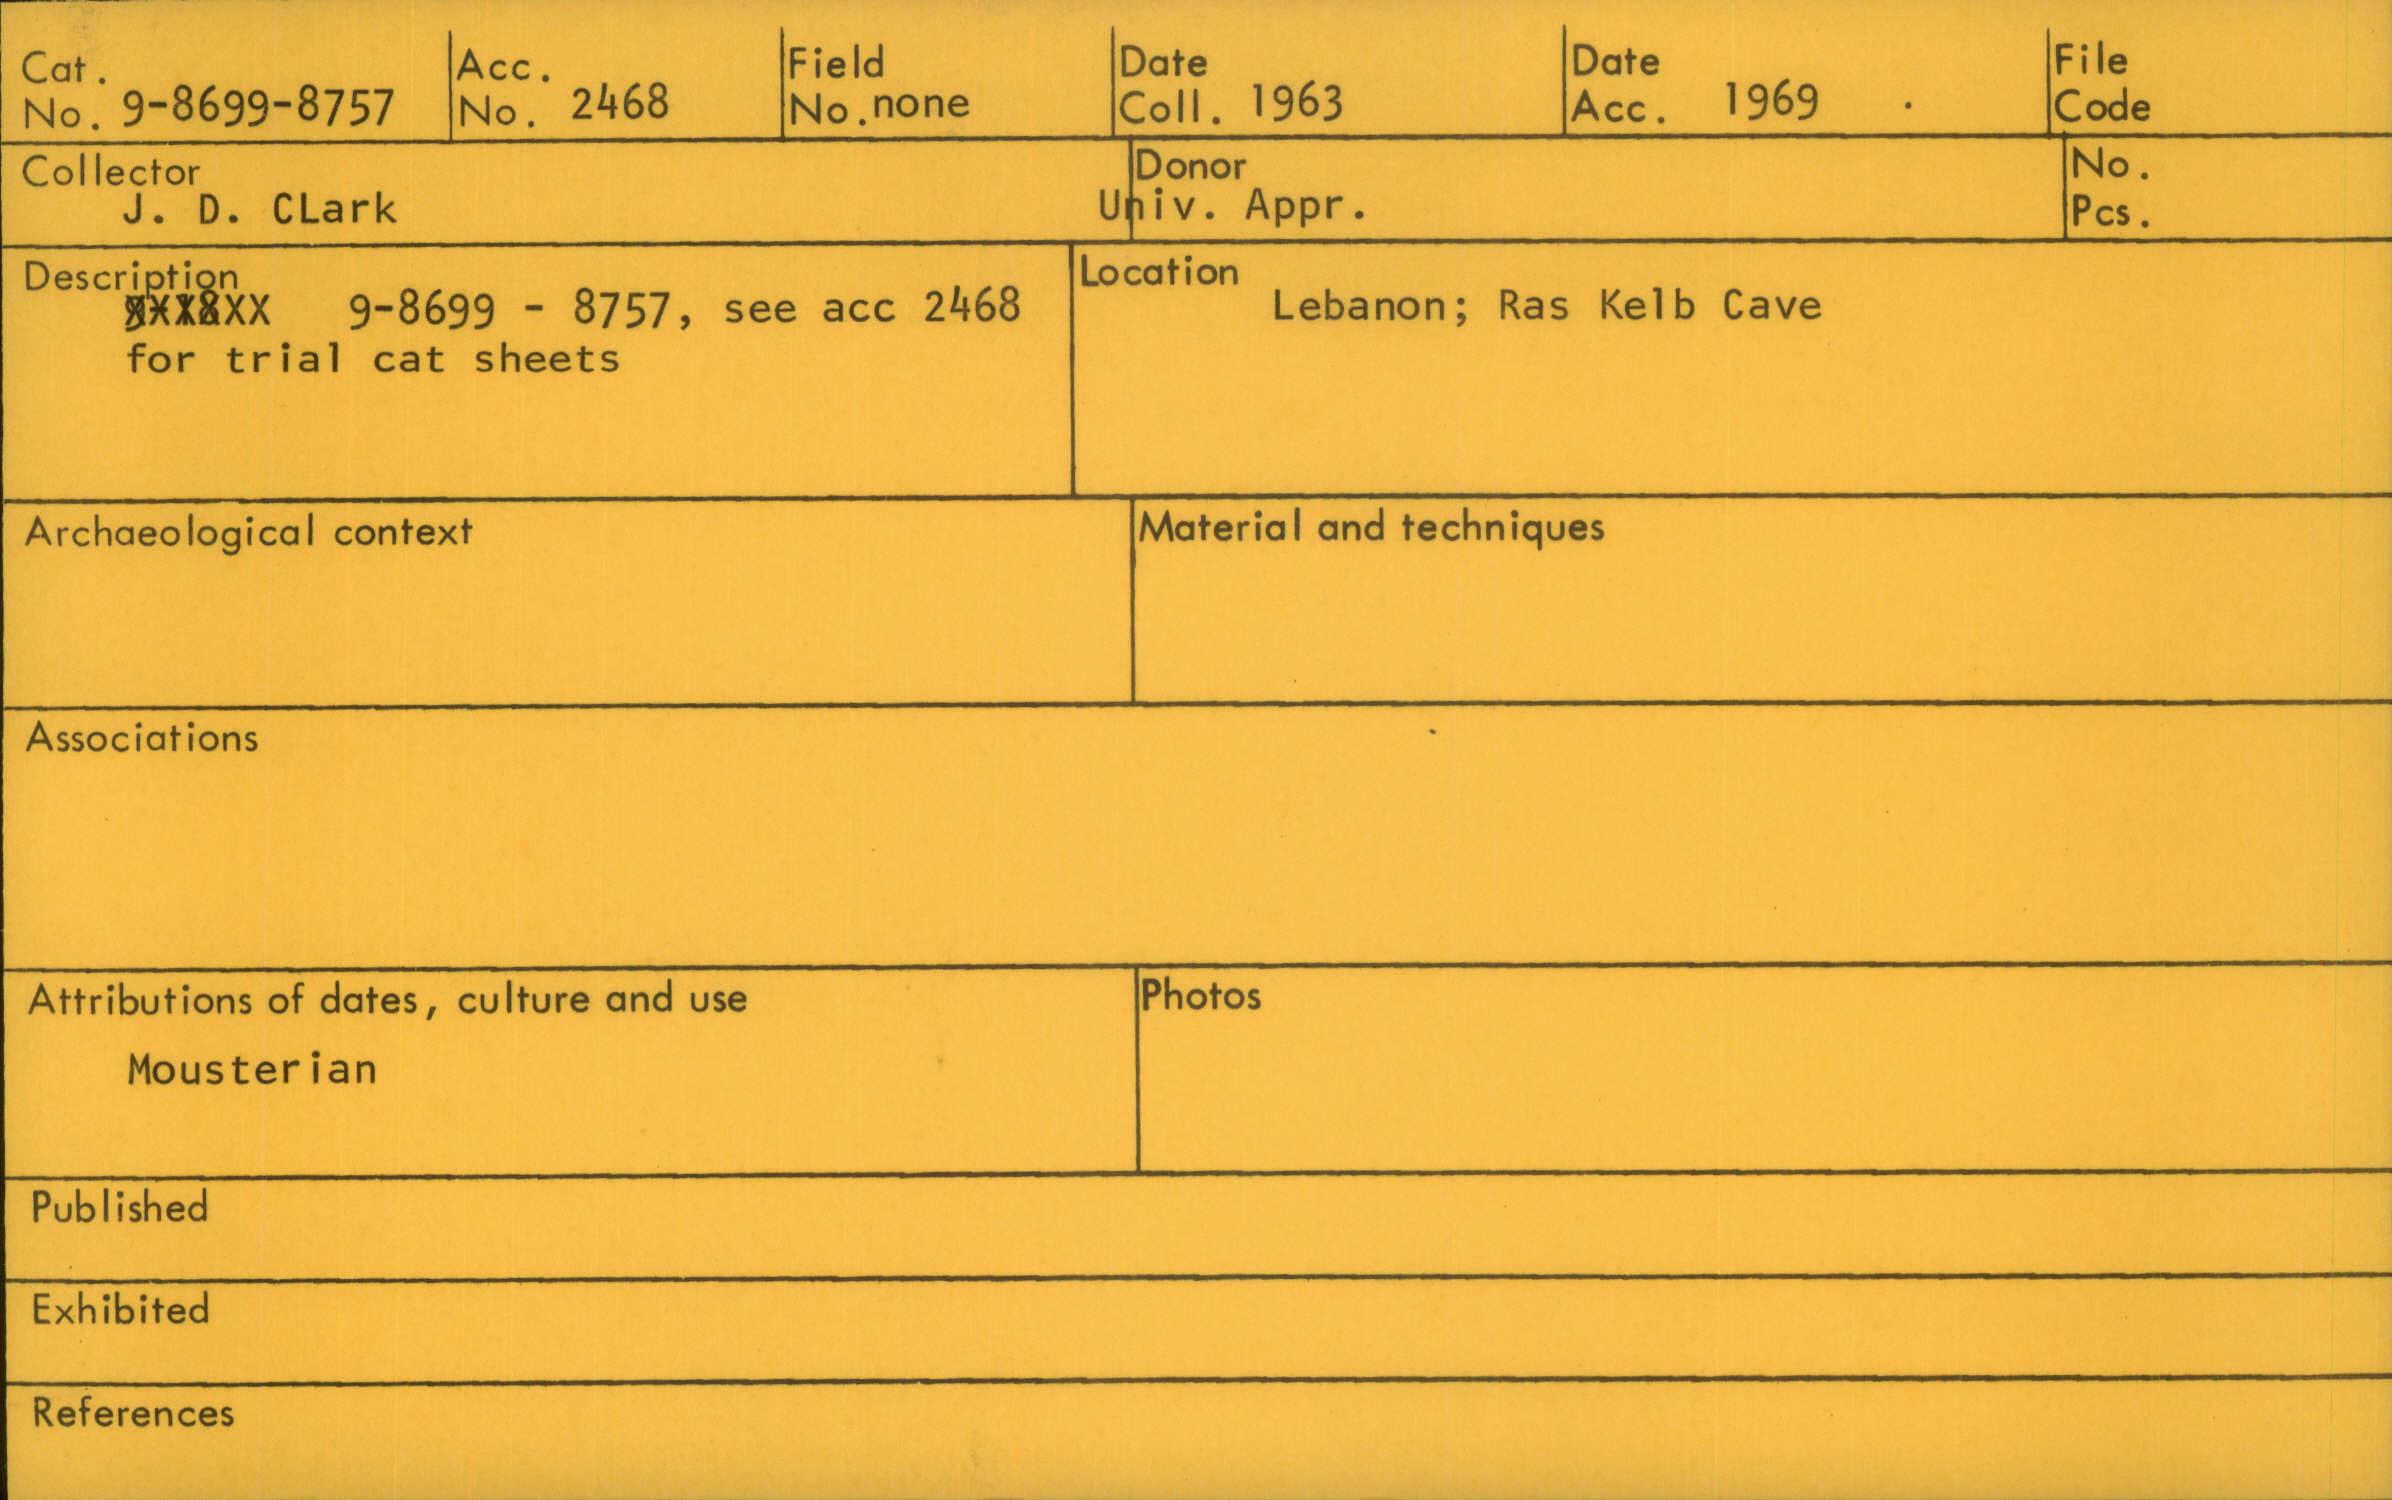 Cat. No. 9-8699-8757
Acc. No. 2468
Field No. none
Date Coll. 1963
Date Acc. 1969
File Code
Collector
J. D. CLark
Donor
Univ. Appr.
No. Pcs.
Description
9-8699 - 8757, see acc 2468
for trial cat sheets
Location
Lebanon; Ras Kelb Cave
Archaeological context
Material and techniques
Associations
Attributions of dates, culture and use
Mousterian
Photos
Published
Exhibited
References